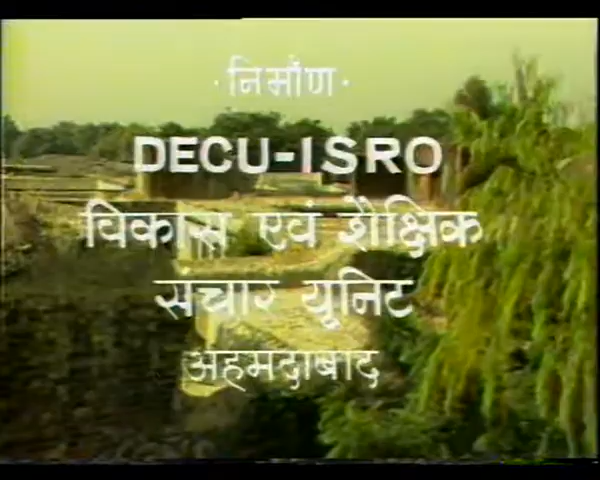 · निर्माण ·
DECU-ISRO
विकास एवं शैक्षिक
संचार युनिट
अहमदाबाद